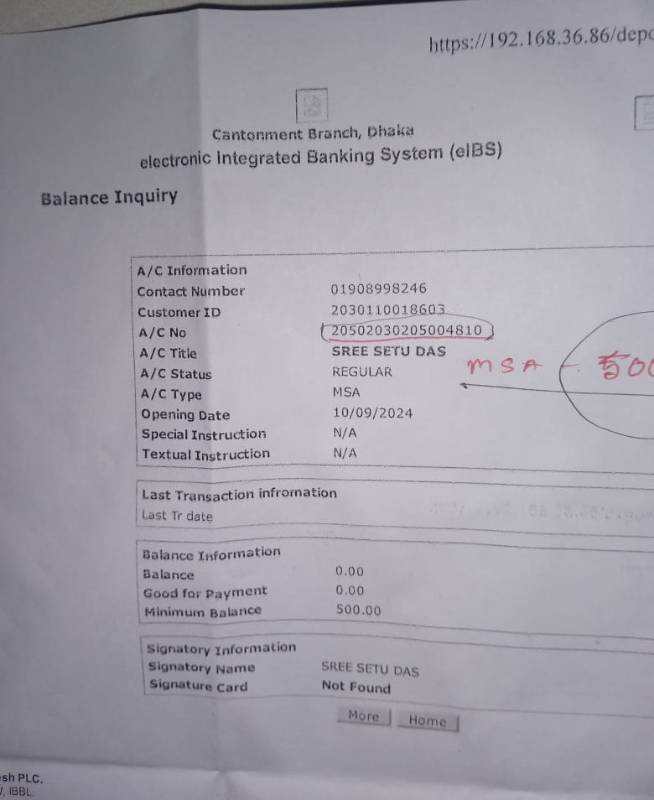 https://192.168.36.86/depo
Cantonment Branch, Dhaka
electronic Integrated Banking System (eIBS)
Balance Inquiry
A/C Information
Contact Number 01908998246
Customer ID 2030110018603
A/C No 20502030205004810
A/C Title SREE SETU DAS
A/C Status REGULAR
MSA - 500
A/C Type MSA
Opening Date 10/09/2024
Special Instruction N/A
Textual Instruction N/A
Last Transaction infromation
Last Tr date
Balance Information
Balance 0.00
Good for Payment 0.00
Minimum Balance 500.00
Signatory Information
Signatory Name SREE SETU DAS
Signature Card Not Found
More Home
sh PLC.
IBBL